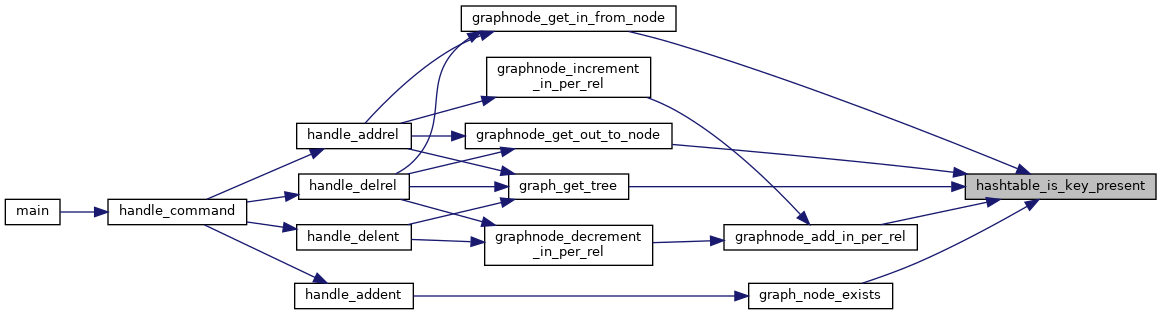 graphnode_get_in_from_node
graphnode_increment
_in_per_rel
handle_addrel
graphnode_get_out_to_node
handle_delrel
graph_get_tree
hashtable_is_key_present
main
handle_command
handle_delent
graphnode_decrement
_in_per_rel
graphnode_add_in_per_rel
handle_addent
graph_node_exists